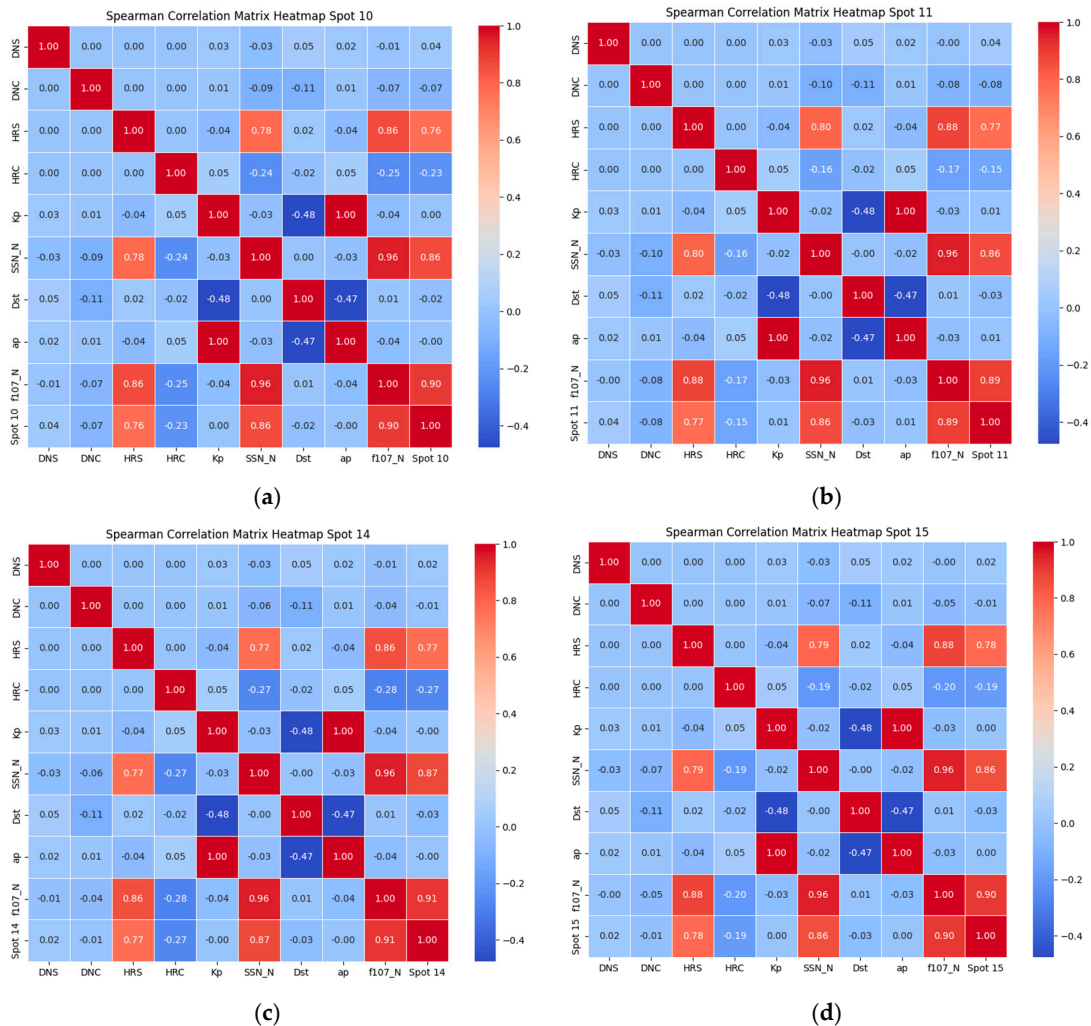 Spearman Correlation Matrix Heatmap Spot 10
DNS 1.00 0.00 0.00 0.00 0.03 -0.03 0.05 0.02 -0.01 0.04
DNC 0.00 1.00 0.00 0.00 0.01 -0.09 -0.11 0.01 -0.07 -0.07
HRS 0.00 0.00 1.00 0.00 -0.04 0.78 0.02 -0.04 0.86 0.76
HRC 0.00 0.00 0.00 1.00 0.05 -0.24 -0.02 0.05 -0.25 -0.23
Kp 0.03 0.01 -0.04 0.05 1.00 -0.03 -0.48 1.00 -0.04 0.00
SSN_N -0.03 -0.09 0.78 -0.24 -0.03 1.00 0.00 -0.03 0.96 0.86
Dst 0.05 -0.11 0.02 -0.02 -0.48 0.00 1.00 -0.47 0.01 -0.02
ap 0.02 0.01 -0.04 0.05 1.00 -0.03 -0.47 1.00 -0.04 -0.00
f107_N -0.01 -0.07 0.86 -0.25 -0.04 0.96 0.01 -0.04 1.00 0.90
Spot 10 0.04 -0.07 0.76 -0.23 0.00 0.86 -0.02 -0.00 0.90 1.00
DNS DNC HRS HRC Kp SSN_N Dst ap f107_N Spot 10
1.0
0.8
0.6
0.4
0.2
0.0
−0.2
−0.4
(a)
Spearman Correlation Matrix Heatmap Spot 11
DNS 1.00 0.00 0.00 0.00 0.03 -0.03 0.05 0.02 -0.00 0.04
DNC 0.00 1.00 0.00 0.00 0.01 -0.10 -0.11 0.01 -0.08 -0.08
HRS 0.00 0.00 1.00 0.00 -0.04 0.80 0.02 -0.04 0.88 0.77
HRC 0.00 0.00 0.00 1.00 0.05 -0.16 -0.02 0.05 -0.17 -0.15
Kp 0.03 0.01 -0.04 0.05 1.00 -0.02 -0.48 1.00 -0.03 0.01
SSN_N -0.03 -0.10 0.80 -0.16 -0.02 1.00 -0.00 -0.02 0.96 0.86
Dst 0.05 -0.11 0.02 -0.02 -0.48 -0.00 1.00 -0.47 0.01 -0.03
ap 0.02 0.01 -0.04 0.05 1.00 -0.02 -0.47 1.00 -0.03 0.01
f107_N -0.00 -0.08 0.88 -0.17 -0.03 0.96 0.01 -0.03 1.00 0.89
Spot 11 0.04 -0.08 0.77 -0.15 0.01 0.86 -0.03 0.01 0.89 1.00
DNS DNC HRS HRC Kp SSN_N Dst ap f107_N Spot 11
1.0
0.8
0.6
0.4
0.2
0.0
−0.2
−0.4
(b)
Spearman Correlation Matrix Heatmap Spot 14
DNS 1.00 0.00 0.00 0.00 0.03 -0.03 0.05 0.02 -0.01 0.02
DNC 0.00 1.00 0.00 0.00 0.01 -0.06 -0.11 0.01 -0.04 -0.01
HRS 0.00 0.00 1.00 0.00 -0.04 0.77 0.02 -0.04 0.86 0.77
HRC 0.00 0.00 0.00 1.00 0.05 -0.27 -0.02 0.05 -0.28 -0.27
Kp 0.03 0.01 -0.04 0.05 1.00 -0.03 -0.48 1.00 -0.04 -0.00
SSN_N -0.03 -0.06 0.77 -0.27 -0.03 1.00 -0.00 -0.03 0.96 0.87
Dst 0.05 -0.11 0.02 -0.02 -0.48 -0.00 1.00 -0.47 0.01 -0.03
ap 0.02 0.01 -0.04 0.05 1.00 -0.03 -0.47 1.00 -0.04 -0.00
f107_N -0.01 -0.04 0.86 -0.28 -0.04 0.96 0.01 -0.04 1.00 0.91
Spot 14 0.02 -0.01 0.77 -0.27 -0.00 0.87 -0.03 -0.00 0.91 1.00
DNS DNC HRS HRC Kp SSN_N Dst ap f107_N Spot 14
1.0
0.8
0.6
0.4
0.2
0.0
−0.2
−0.4
(c)
Spearman Correlation Matrix Heatmap Spot 15
DNS 1.00 0.00 0.00 0.00 0.03 -0.03 0.05 0.02 -0.00 0.02
DNC 0.00 1.00 0.00 0.00 0.01 -0.07 -0.11 0.01 -0.05 -0.01
HRS 0.00 0.00 1.00 0.00 -0.04 0.79 0.02 -0.04 0.88 0.78
HRC 0.00 0.00 0.00 1.00 0.05 -0.19 -0.02 0.05 -0.20 -0.19
Kp 0.03 0.01 -0.04 0.05 1.00 -0.02 -0.48 1.00 -0.03 0.00
SSN_N -0.03 -0.07 0.79 -0.19 -0.02 1.00 -0.00 -0.02 0.96 0.86
Dst 0.05 -0.11 0.02 -0.02 -0.48 -0.00 1.00 -0.47 0.01 -0.03
ap 0.02 0.01 -0.04 0.05 1.00 -0.02 -0.47 1.00 -0.03 0.00
f107_N -0.00 -0.05 0.88 -0.20 -0.03 0.96 0.01 -0.03 1.00 0.90
Spot 15 0.02 -0.01 0.78 -0.19 0.00 0.86 -0.03 0.00 0.90 1.00
DNS DNC HRS HRC Kp SSN_N Dst ap f107_N Spot 15
1.0
0.8
0.6
0.4
0.2
0.0
−0.2
−0.4
(d)